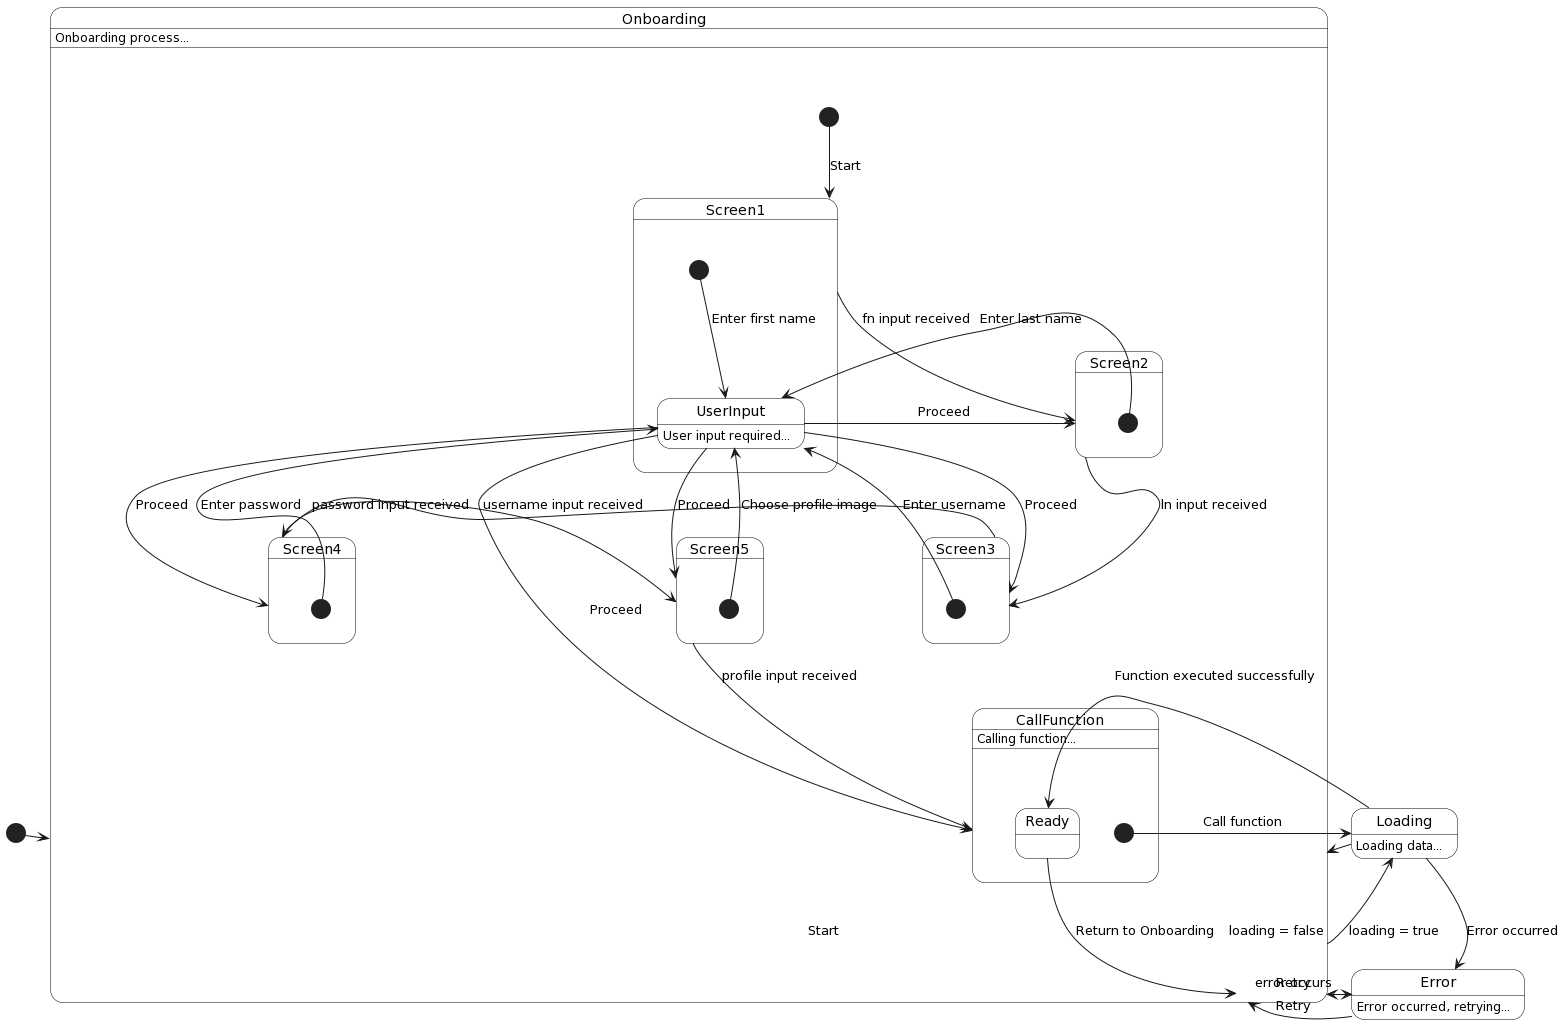 Onboarding
Onboarding process...
Start
Screen1
Enter first name
fn input received
Enter last name
Screen2
UserInput
User input required...
Proceed
Proceed
Enter password
password input received
username input received
Proceed
Choose profile image
Enter username
Proceed
ln input received
Screen4
Screen5
Screen3
Proceed
profile input received
Function executed successfully
CallFunction
Calling function...
Ready
Call function
Loading
Loading data...
Start
Return to Onboarding
loading = false
loading = true
Error occurred
error occurs
Retry
Error
Error occurred, retrying...
Retry